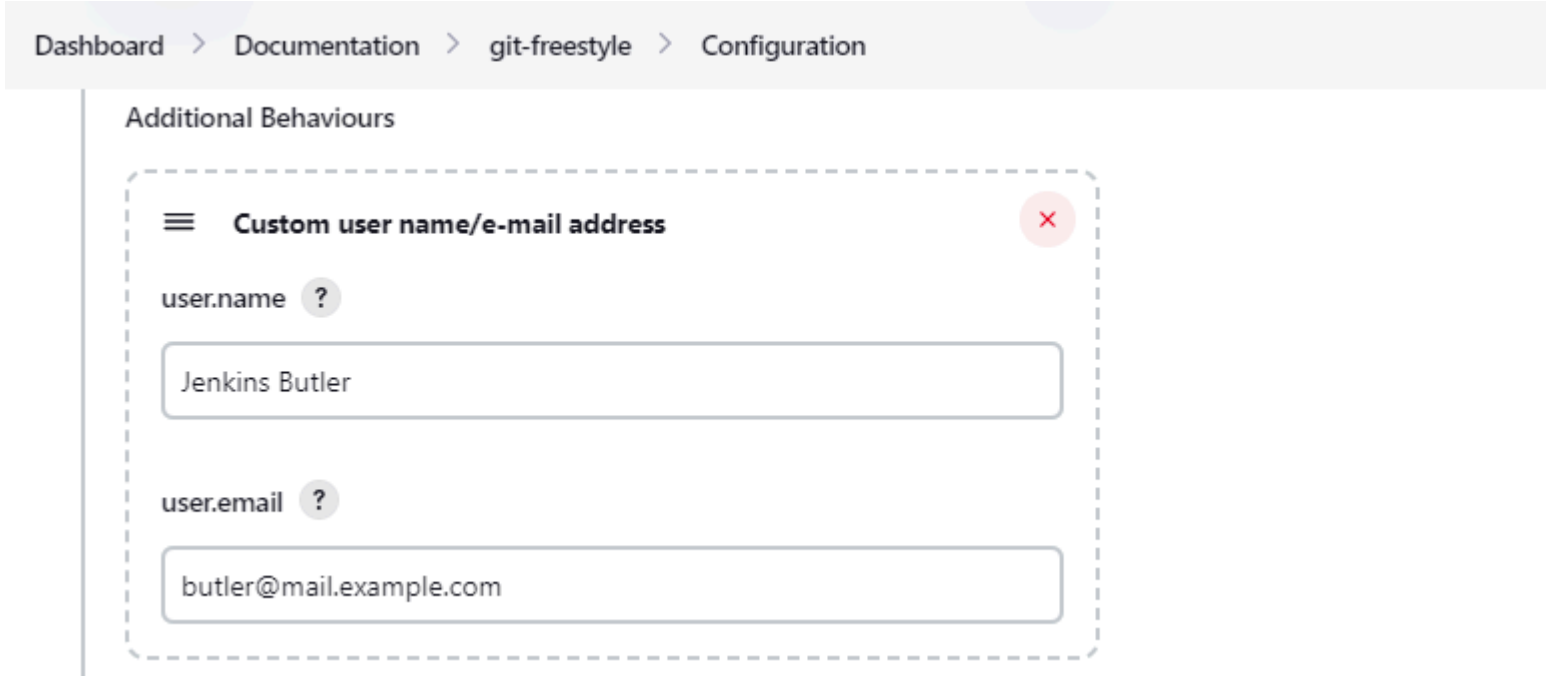 Dashboard > Documentation > git-freestyle > Configuration
Additional Behaviours
Custom user name/e-mail address
user.name ?
Jenkins Butler
user.email ?
butler@mail.example.com